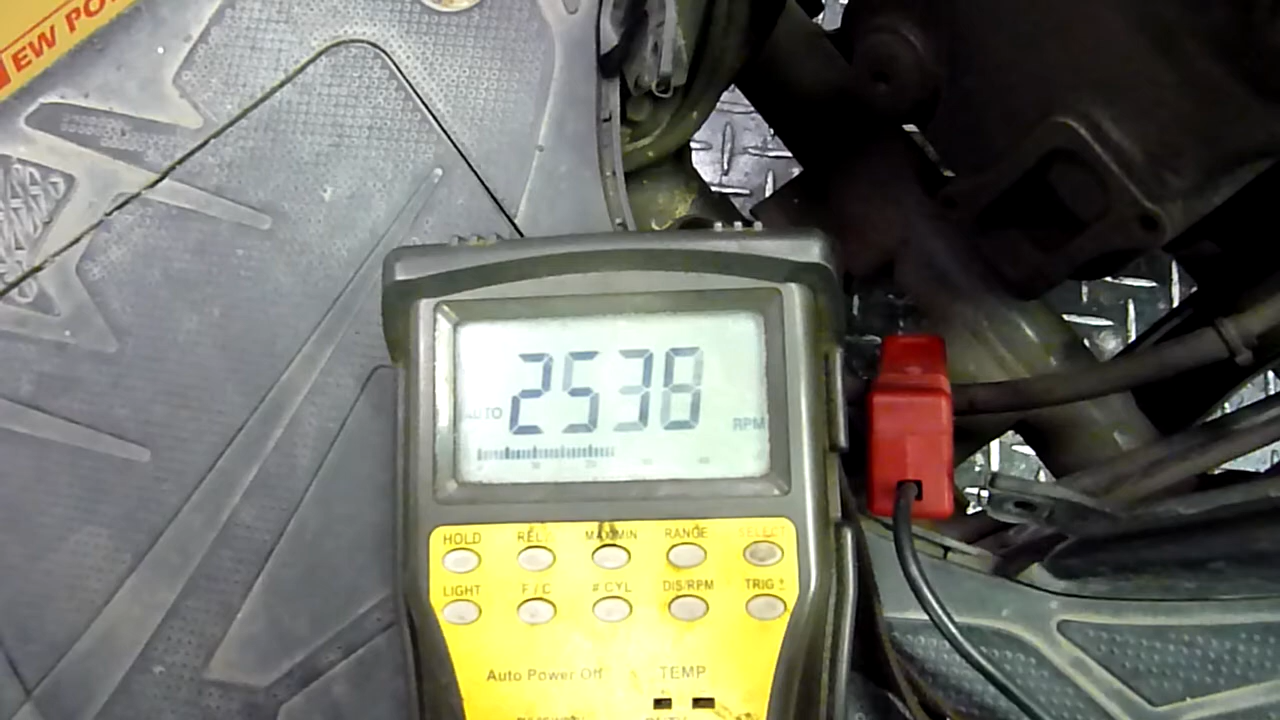 EW PO
2538
AUTO
RPM
HOLD REL. MAX/MIN RANGE SELECT
LIGHT F / C # CYL DIS/RPM TRIG ±
Auto Power Off TEMP